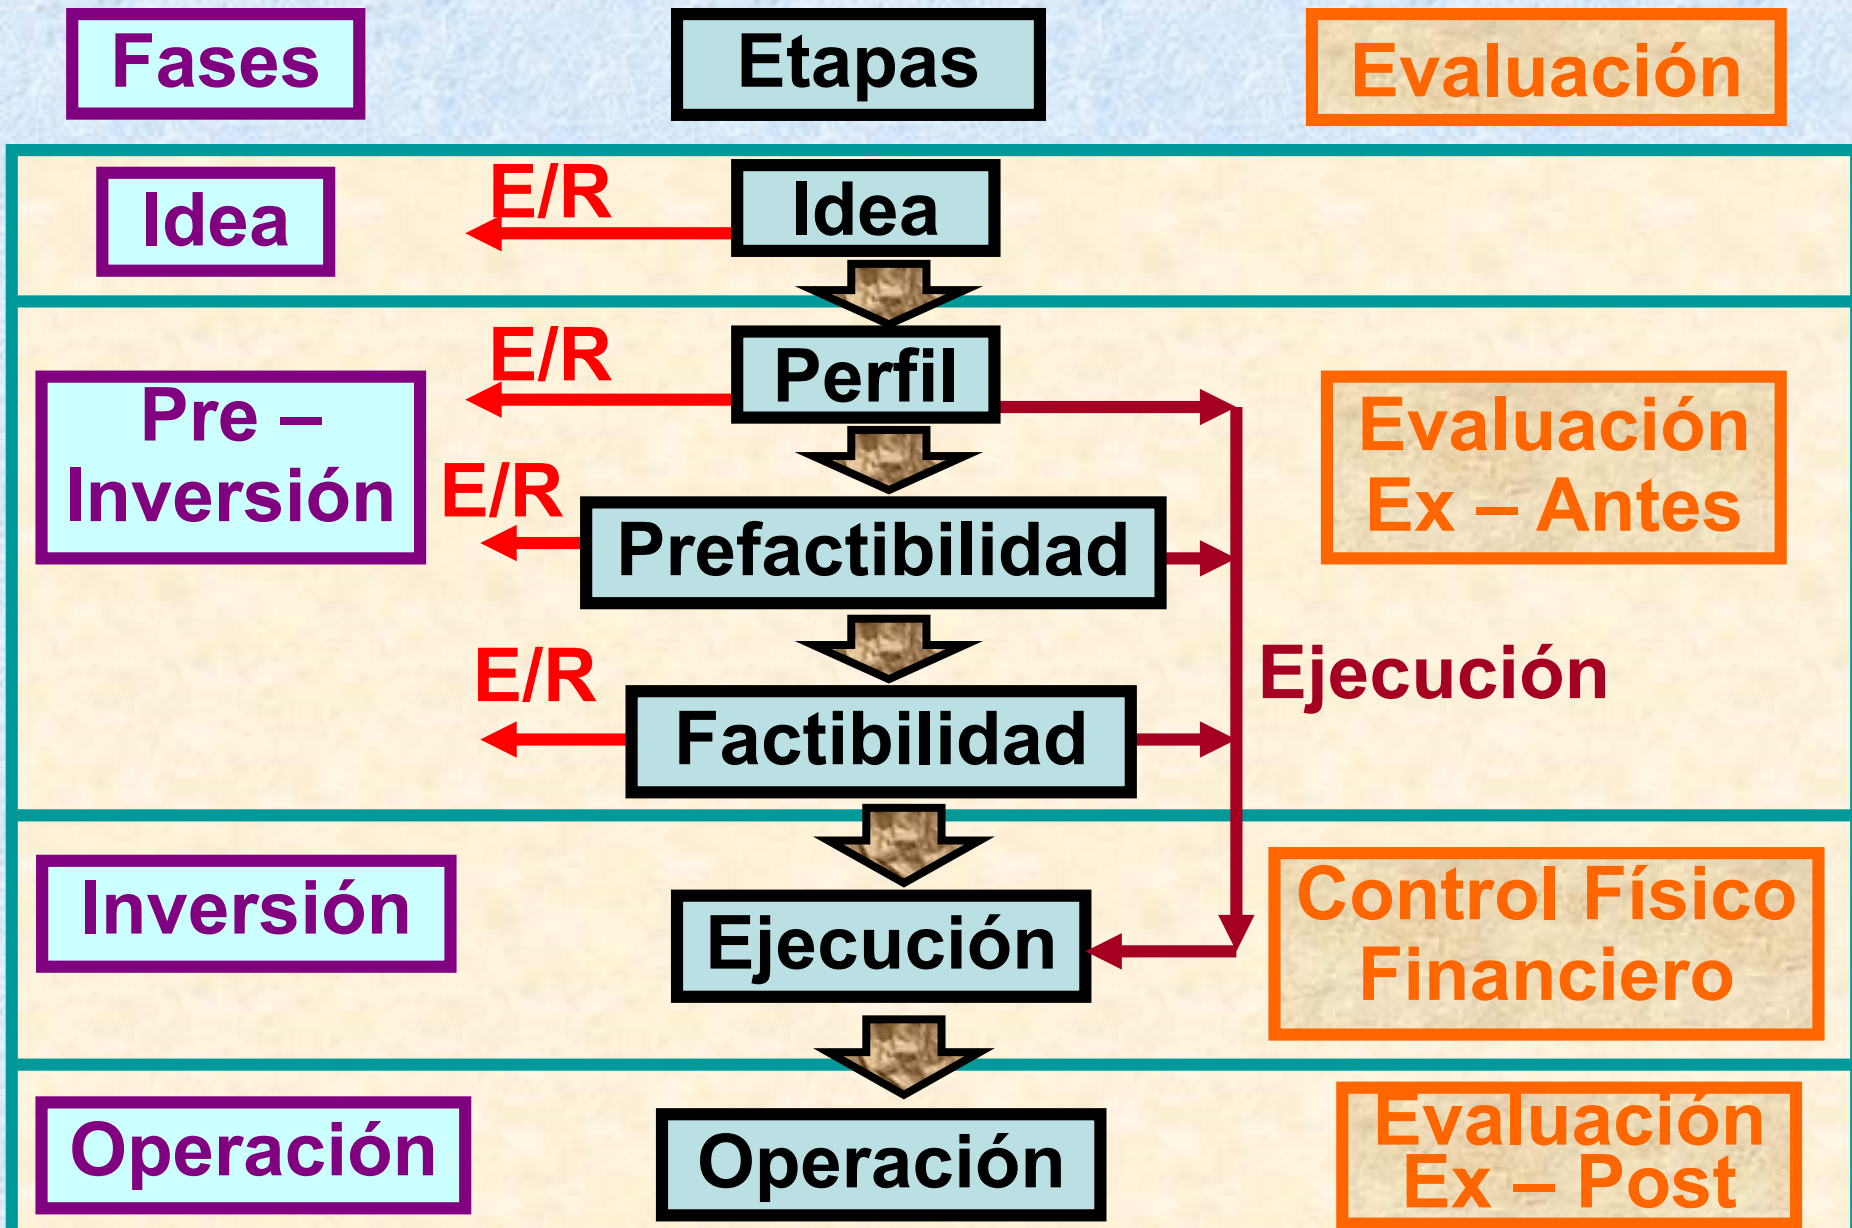 Fases
Etapas
Evaluación
Idea
E/R
Idea
Pre –
Inversión
E/R
Perfil
Evaluación
Ex – Antes
E/R
Prefactibilidad
E/R
Factibilidad
Ejecución
Inversión
Ejecución
Control Físico
Financiero
Operación
Operación
Evaluación
Ex – Post